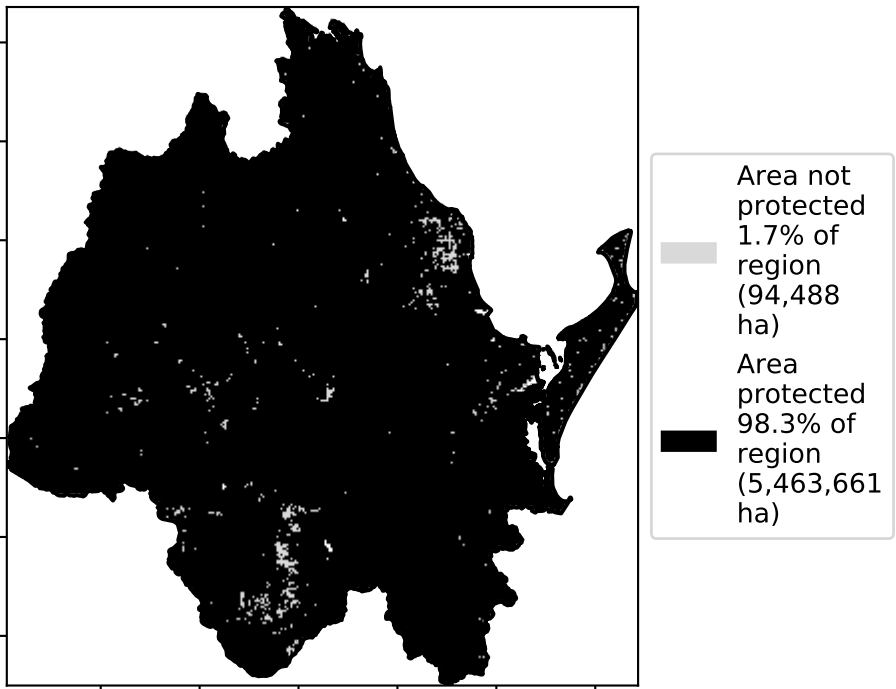 Area not
protected
1.7% of
region
(94,488
ha)
Area
protected
98.3% of
region
(5,463,661
ha)